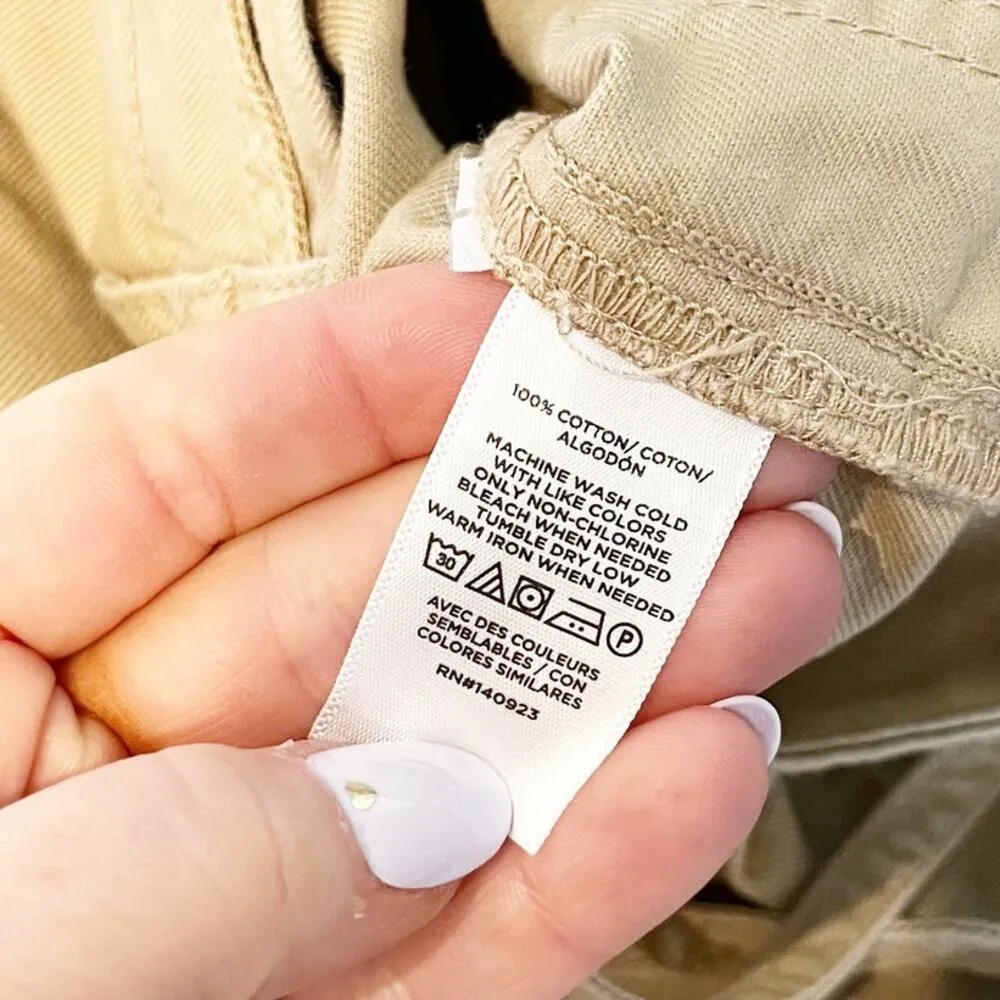 100% COTTON/ COTON/
ALGODÓN
MACHINE WASH COLD
WITH LIKE COLORS
ONLY NON-CHLORINE
BLEACH WHEN NEEDED
TUMBLE DRY LOW
WARM IRON WHEN NEEDED
30 P
AVEC DES COULEURS
SEMBLABLES / CON
COLORES SIMILARES
RN#140923